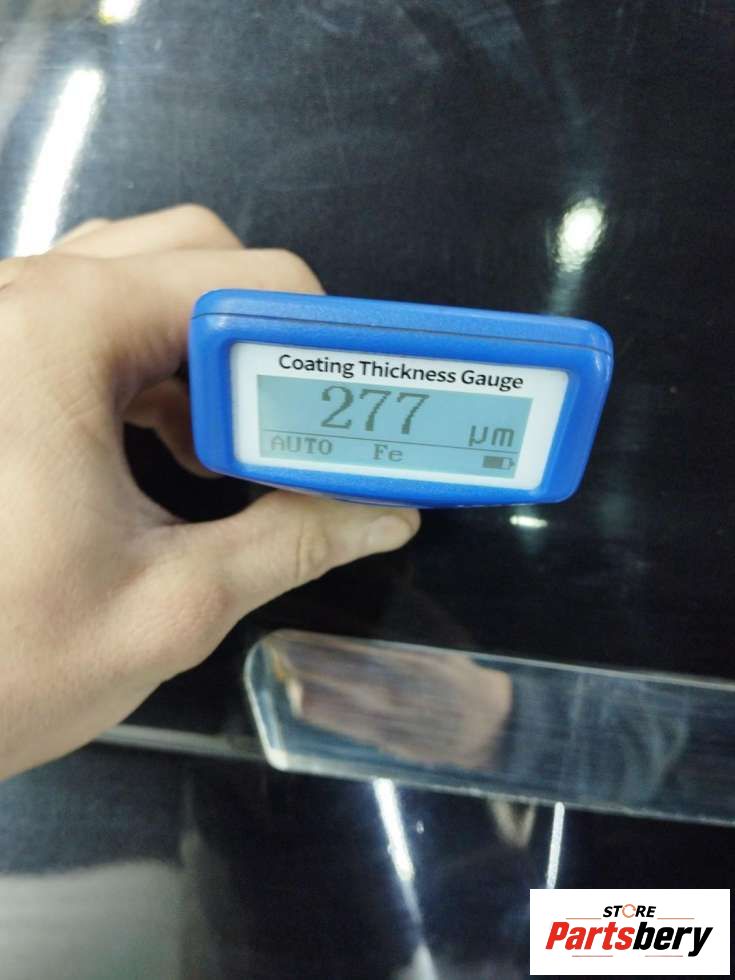 Coating Thickness Gauge
277 μm
AUTO Fe
STORE
Partsbery